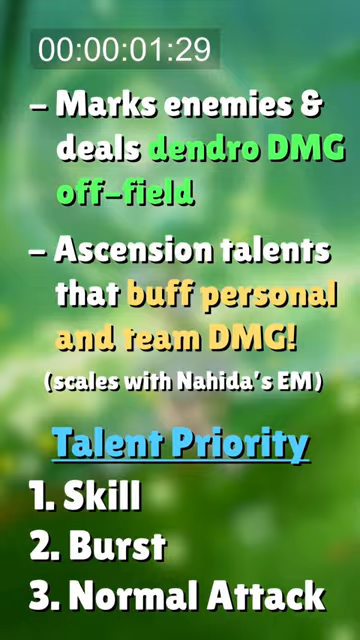 00:00:01:29
– Marks enemies &
deals dendro DMG
off-field
– Ascension talents
that buff personal
and team DMG!
(scales with Nahida's EM)
Talent Priority
1. Skill
2. Burst
3. Normal Attack